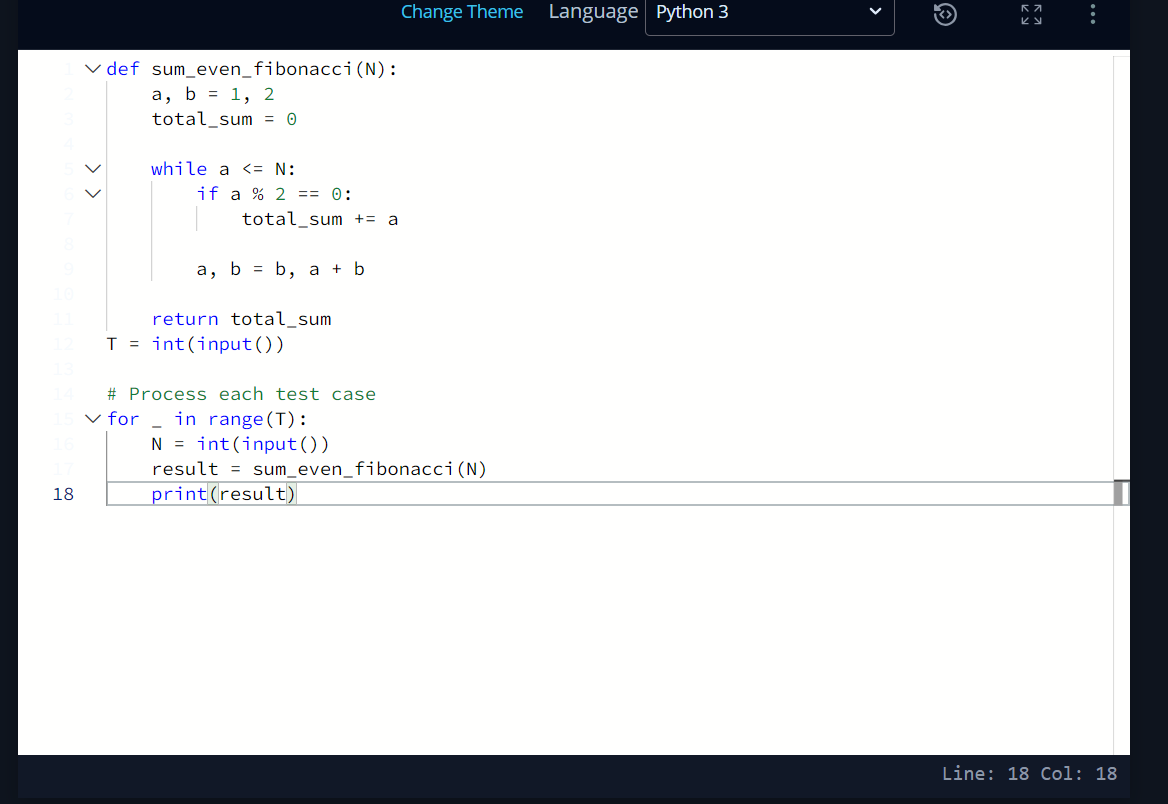 Change Theme Language Python 3
1 def sum_even_fibonacci(N):
2     a, b = 1, 2
3     total_sum = 0
4
5     while a <= N:
6         if a % 2 == 0:
7             total_sum += a
8
9         a, b = b, a + b
10
11     return total_sum
12 T = int(input())
13
14 # Process each test case
15 for _ in range(T):
16     N = int(input())
17     result = sum_even_fibonacci(N)
18     print(result)
Line: 18 Col: 18